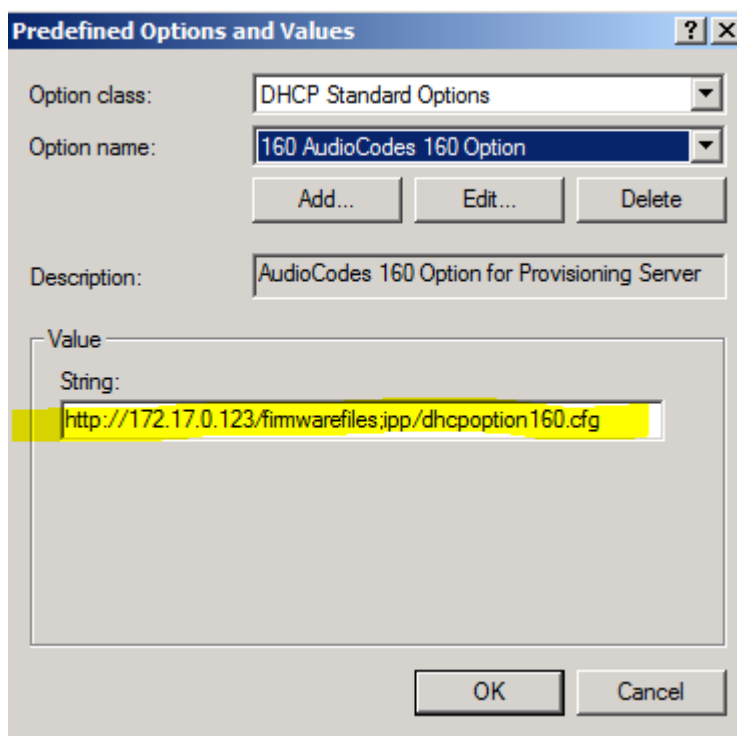 Predefined Options and Values
Option class:
DHCP Standard Options
Option name:
160 AudioCodes 160 Option
Add...
Edit...
Delete
Description:
AudioCodes 160 Option for Provisioning Server
Value
String:
http://172.17.0.123/firmwarefiles;ipp/dhcpoption160.cfg
OK
Cancel